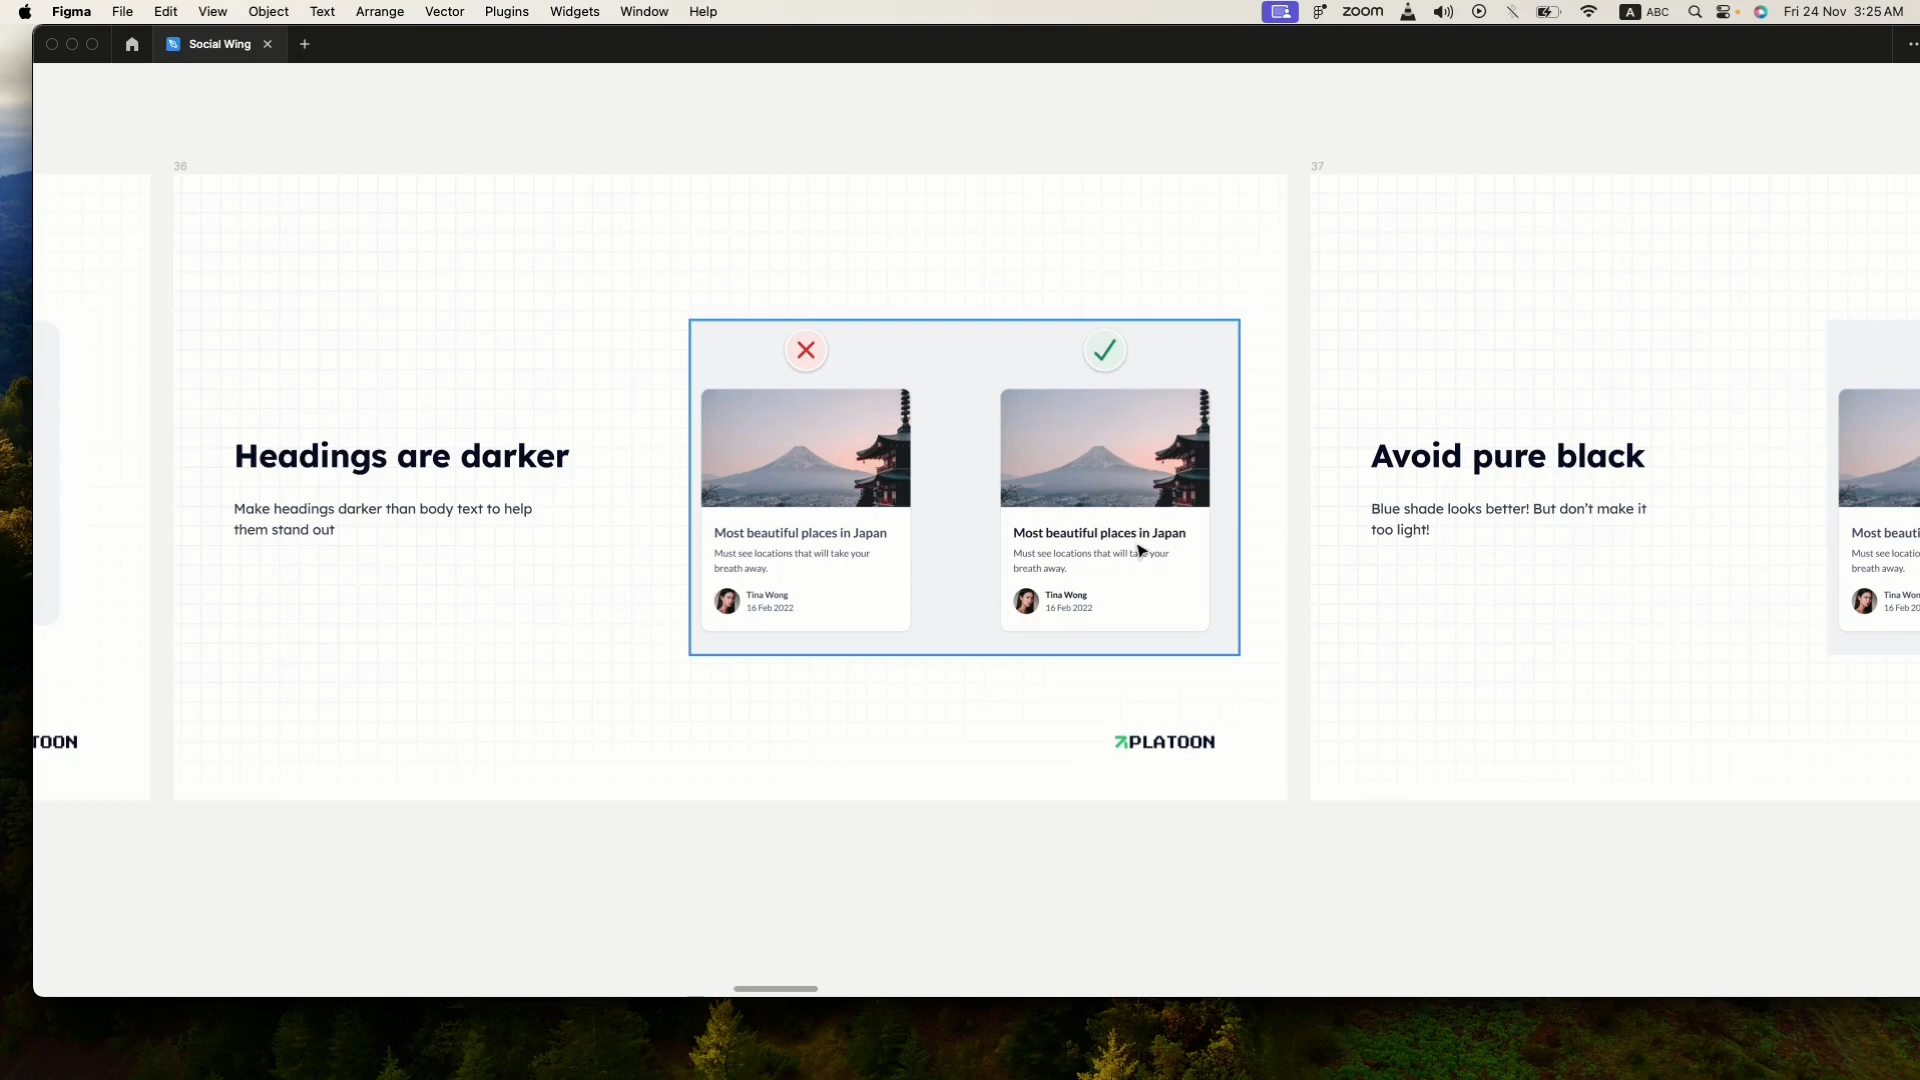 Figma File Edit View Object Text Arrange Vector Plugins Widgets Window Help
zoom A ABC Fri 24 Nov 3:25 AM
Social Wing
36
37
Headings are darker
Make headings darker than body text to help
them stand out
Most beautiful places in Japan
Must see locations that will take your
breath away.
Tina Wong
16 Feb 2022
Most beautiful places in Japan
Must see locations that will take your
breath away.
Tina Wong
16 Feb 2022
PLATOON
TOON
Avoid pure black
Blue shade looks better! But don't make it
too light!
Most beautifu
Must see locatio
breath away.
Tina Won
16 Feb 20